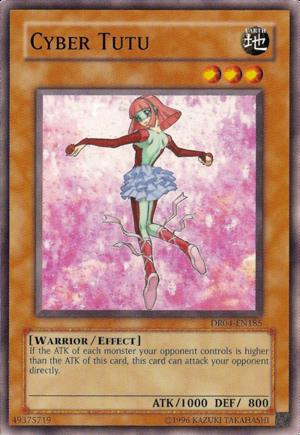 CYBER TUTU
EARTH
地
DR04-EN185
[WARRIOR/EFFECT]
If the ATK of each monster your opponent controls is higher
than the ATK of this card, this card can attack your opponent
directly.
ATK/1000 DEF/ 800
49375719
©1996 KAZUKI TAKAHASHI